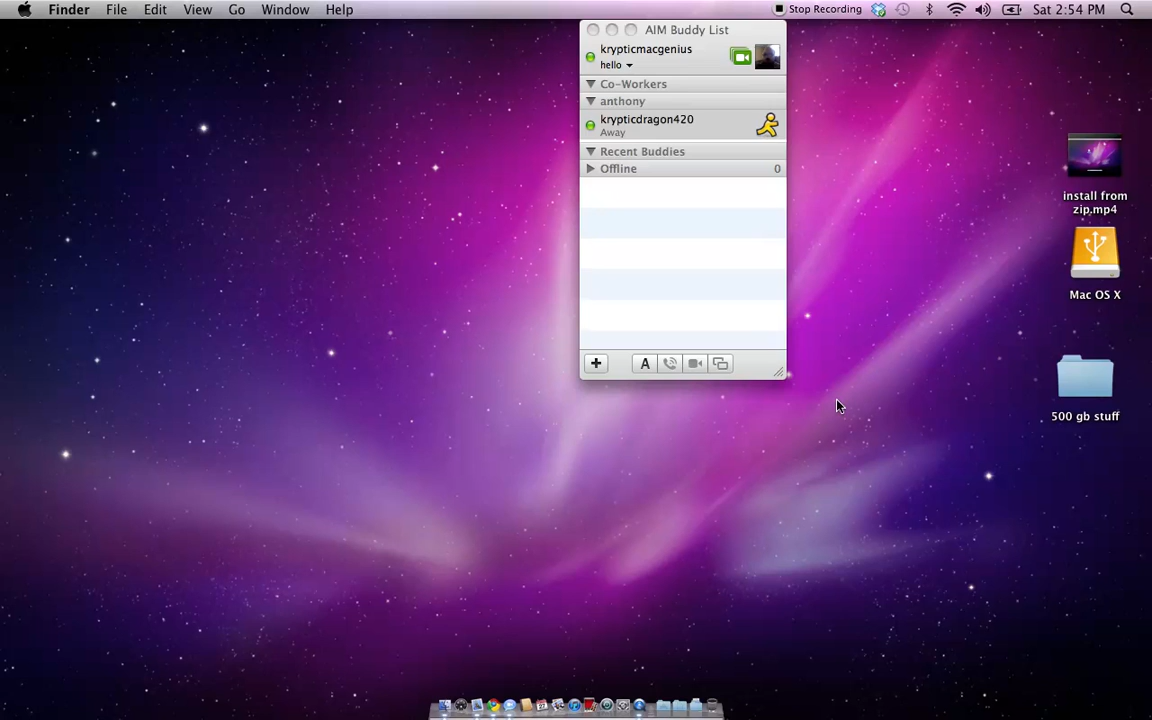 Finder File Edit View Go Window Help Stop Recording Sat 2:54 PM
AIM Buddy List
krypticmacgenius
hello
Co-Workers
anthony
krypticdragon420
Away
Recent Buddies
Offline 0
A
install from
zip.mp4
Mac OS X
500 gb stuff